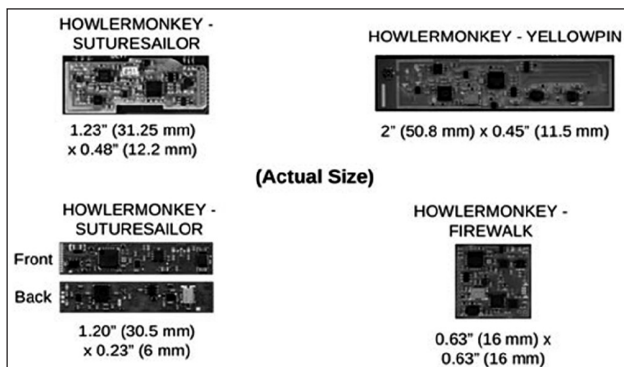 HOWLERMONKEY -
SUTURESAILOR
1.23” (31.25 mm)
x 0.48” (12.2 mm)
HOWLERMONKEY - YELLOWPIN
2” (50.8 mm) x 0.45” (11.5 mm)
(Actual Size)
HOWLERMONKEY -
SUTURESAILOR
Front
Back
1.20” (30.5 mm)
x 0.23” (6 mm)
HOWLERMONKEY -
FIREWALK
0.63” (16 mm) x
0.63” (16 mm)